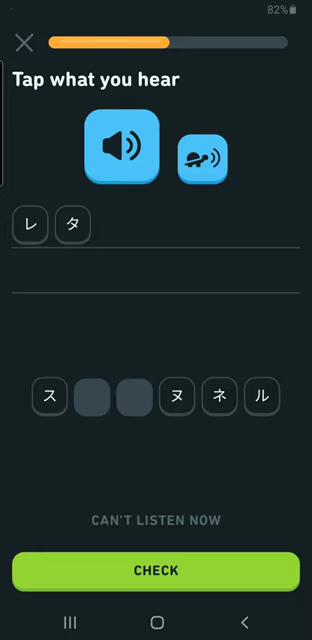 82%
Tap what you hear
レ タ
ス ヌ ネ ル
CAN'T LISTEN NOW
CHECK